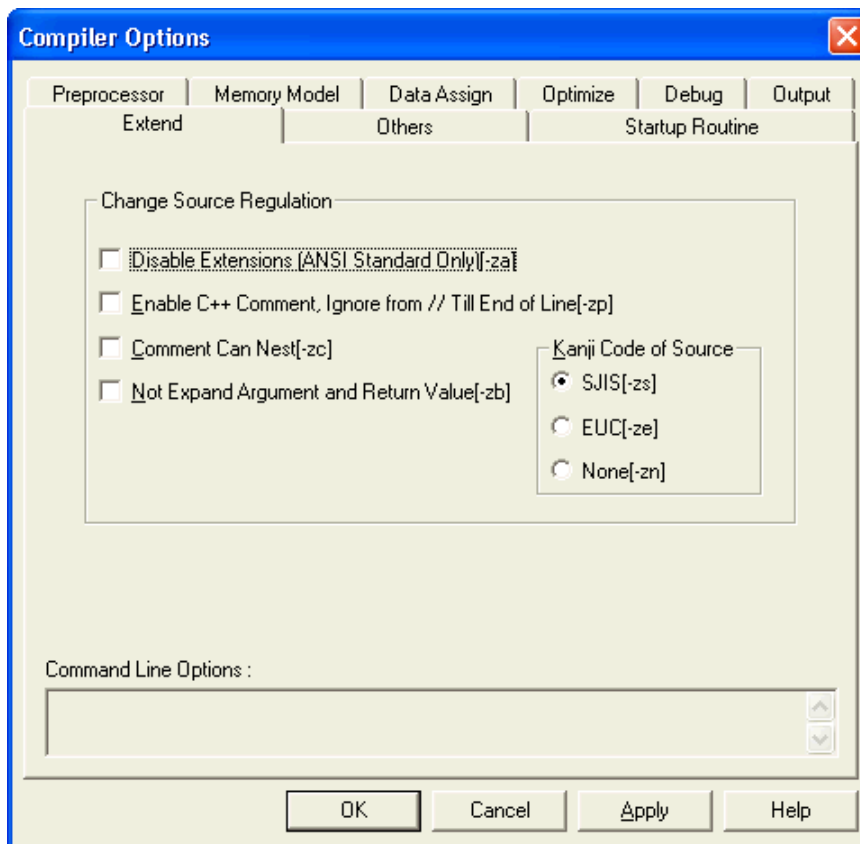 Compiler Options
Preprocessor Memory Model Data Assign Optimize Debug Output
Extend Others Startup Routine
Change Source Regulation
Disable Extensions (ANSI Standard Only)[-za]
Enable C++ Comment, Ignore from // Till End of Line[-zp]
Comment Can Nest[-zc]
Not Expand Argument and Return Value[-zb]
Kanji Code of Source
SJIS[-zs]
EUC[-ze]
None[-zn]
Command Line Options :
OK Cancel Apply Help